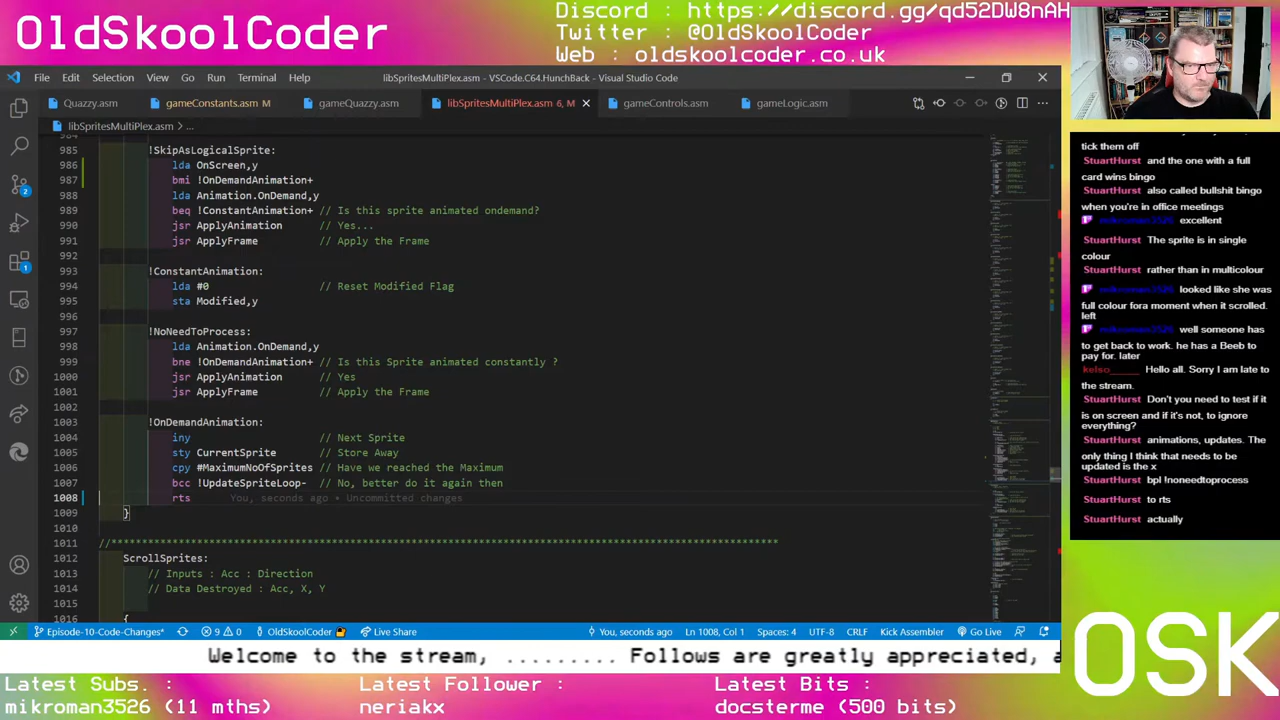 OldSkoolCoder
Discord : https://discord.gg/qd52DW8nAH
Twitter : @OldSkoolCoder
Web : oldskoolcoder.co.uk
File Edit Selection View Go Run Terminal Help
libSpritesMultiPlex.asm - VSCode.C64.HunchBack - Visual Studio Code
Quazzy.asm
gameConstants.asm M
gameQuazzy.asm
libSpritesMultiPlex.asm 6, M
gameControls.asm
gameLogic.asm
libSpritesMultiPlex.asm > ...
985 !SkipAsLogicalSprite:
986 lda OnScreen,y
987 bmi !OnDemandAnimation+
988 lda Animation.OnDemand,y
989 beq !ConstantAnimation+ // Is this sprite animated ondemand?
990 jsr ApplyAnimation // Yes...
991 jsr ApplyFrame // Apply the Frame
992
993 !ConstantAnimation:
994 lda #0 // Reset Modified Flag
995 sta Modified,y
996
997 !NoNeedToProcess:
998 lda Animation.OnDemand,y
999 bne !OnDemandAnimation+ // Is this Sprite animated constantly ?
1000 jsr ApplyAnimation // Yes
1001 jsr ApplyFrame // Apply the Frame
1002
1003 !OnDemandAnimation:
1004 iny // Next Sprite
1005 sty CurrentSprite // Store Away
1006 cpy #MaximumNoOfSprites // Have we reached the Maximum
1007 bcc !UpdateSpriteLoop- // No, better do it again then
1008 rts You, seconds ago • Uncommitted changes
1009 }
1010
1011 //****************************************************************************************************************
1012 ScrollSprites:
1013 // Inputs : Acc : Direction
1014 // Data Destroyed : Acc, X, Y
1015
1016 {
2
1
Episode-10-Code-Changes*
9 0
OldSkoolCoder
Live Share
You, seconds ago
Ln 1008, Col 1
Spaces: 4
UTF-8
CRLF
Kick Assembler
Go Live
tick them off
StuartHurst and the one with a full
card wins bingo
StuartHurst also called bullshit bingo
when you're in office meetings
mikroman3526 excellent
StuartHurst The sprite is in single
colour
StuartHurst rather than in multicolour
mikroman3526 looked like she was
full colour fora moment when it scrolled
left
mikroman3526 well someone has
to get back to work. he has a Beeb to
pay for. later
kelso_____ Hello all. Sorry I am late to
the stream.
StuartHurst Don't you need to test if it
is on screen and if it's not, to ignore
everything?
StuartHurst animations, updates. The
only thing I think that needs to be
updated is the x
StuartHurst bpl !noneedtoprocess
StuartHurst to rts
StuartHurst actually
Welcome to the stream, ......... Follows are greatly appreciated,
Latest Subs. :
mikroman3526 (11 mths)
Latest Follower :
neriakx
Latest Bits :
docsterme (500 bits)
OSK